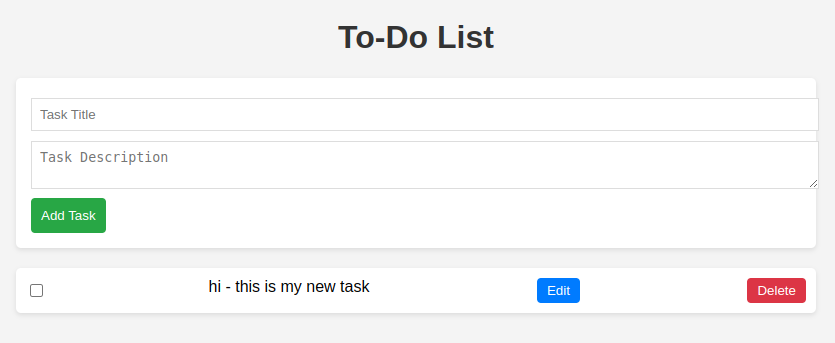 To-Do List
Task Title
Task Description
Add Task
hi - this is my new task Edit Delete